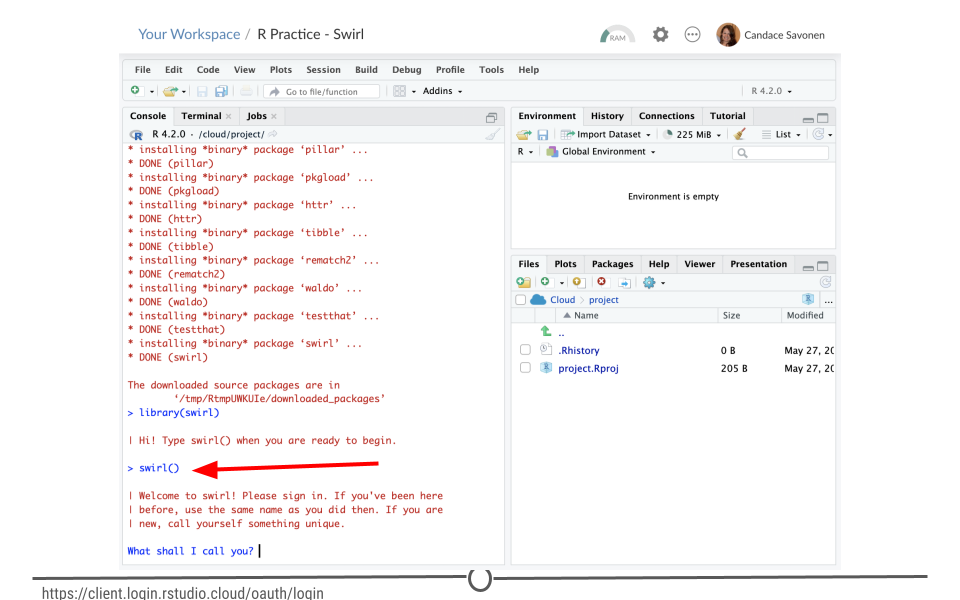 Your Workspace / R Practice - Swirl
RAM
Candace Savonen
File Edit Code View Plots Session Build Debug Profile Tools Help
Go to file/function
Addins
R 4.2.0
Console Terminal × Jobs ×
R 4.2.0 · /cloud/project/
* installing *binary* package ‘pillar’ ...
* DONE (pillar)
* installing *binary* package ‘pkgload’ ...
* DONE (pkgload)
* installing *binary* package ‘httr’ ...
* DONE (httr)
* installing *binary* package ‘tibble’ ...
* DONE (tibble)
* installing *binary* package ‘rematch2’ ...
* DONE (rematch2)
* installing *binary* package ‘waldo’ ...
* DONE (waldo)
* installing *binary* package ‘testthat’ ...
* DONE (testthat)
* installing *binary* package ‘swirl’ ...
* DONE (swirl)
The downloaded source packages are in
‘/tmp/RtmpUWKUIe/downloaded_packages’
> library(swirl)
| Hi! Type swirl() when you are ready to begin.
> swirl()
| Welcome to swirl! Please sign in. If you've been here
| before, use the same name as you did then. If you are
| new, call yourself something unique.
What shall I call you?
Environment History Connections Tutorial
Import Dataset 225 MiB List
R Global Environment
Environment is empty
Files Plots Packages Help Viewer Presentation
Cloud > project ...
Name Size Modified
..
.Rhistory 0 B May 27, 20
project.Rproj 205 B May 27, 20
https://client.login.rstudio.cloud/oauth/login